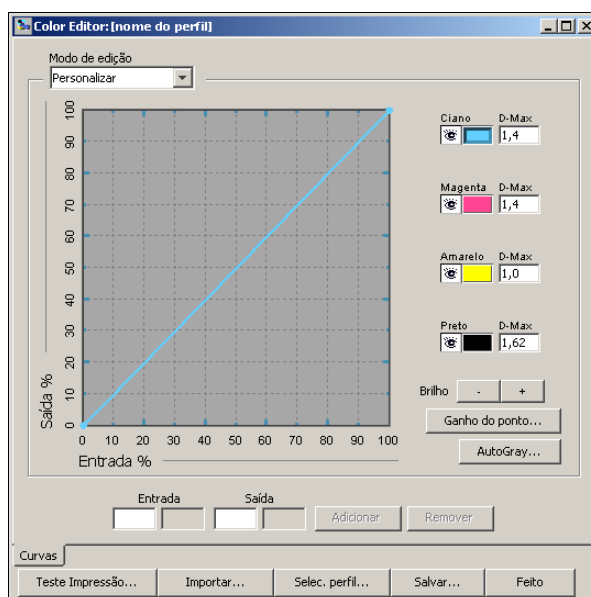 Color Editor:[nome do perfil]
Modo de edição
Personalizar
Saída %
100
90
80
70
60
50
40
30
20
10
0
0 10 20 30 40 50 60 70 80 90 100
Entrada %
Ciano D-Max
1,4
Magenta D-Max
1,4
Amarelo D-Max
1,0
Preto D-Max
1,62
Brilho - +
Ganho do ponto...
AutoGray...
Entrada Saída
Adicionar Remover
Curvas
Teste Impressão... Importar... Selec. perfil... Salvar... Feito